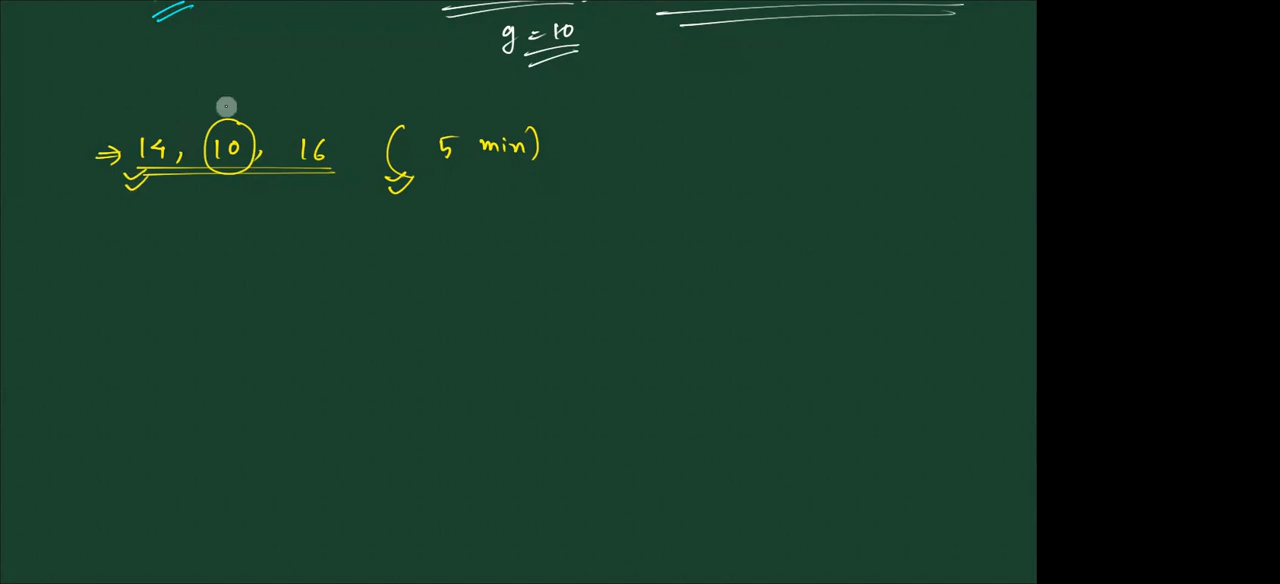 g = 10
⇒ 14, 10, 16 ( 5 min)